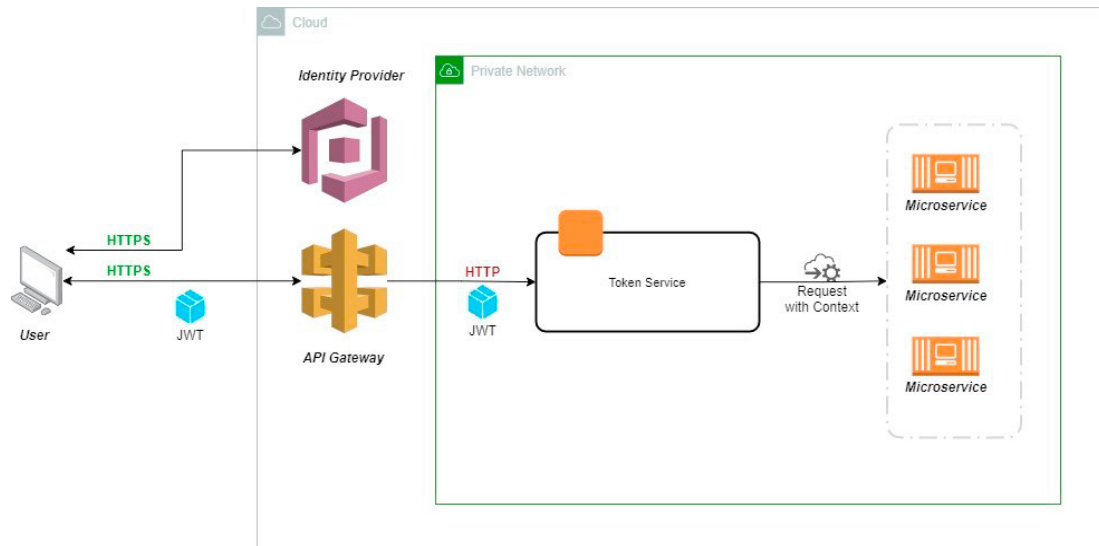 Cloud
Identity Provider
Private Network
HTTPS
HTTPS
JWT
User
API Gateway
HTTP
JWT
Token Service
Request
with Context
Microservice
Microservice
Microservice